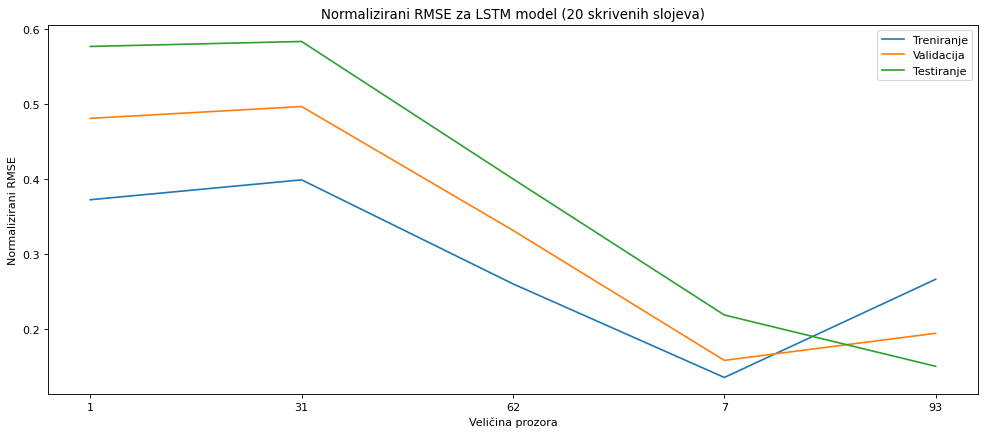 Normalizirani RMSE za LSTM model (20 skrivenih slojeva)
Treniranje
Validacija
Testiranje
Normalizirani RMSE
0.6
0.5
0.4
0.3
0.2
1 31 62 7 93
Veličina prozora